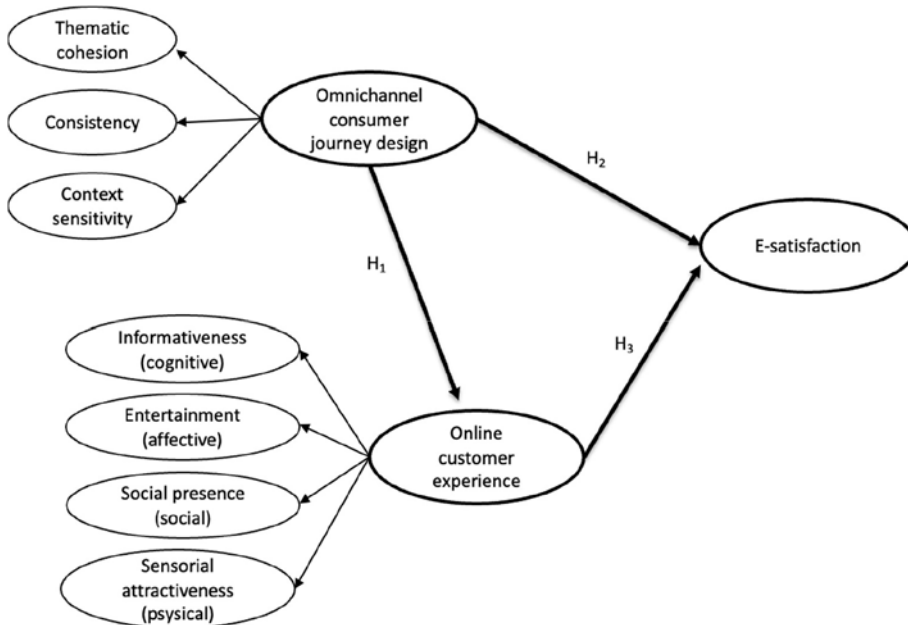 Thematic
cohesion
Consistency
Context
sensitivity
Omnichannel
consumer
journey design
H₂
E-satisfaction
H₁
H₃
Informativeness
(cognitive)
Entertainment
(affective)
Social presence
(social)
Sensorial
attractiveness
(psysical)
Online
customer
experience